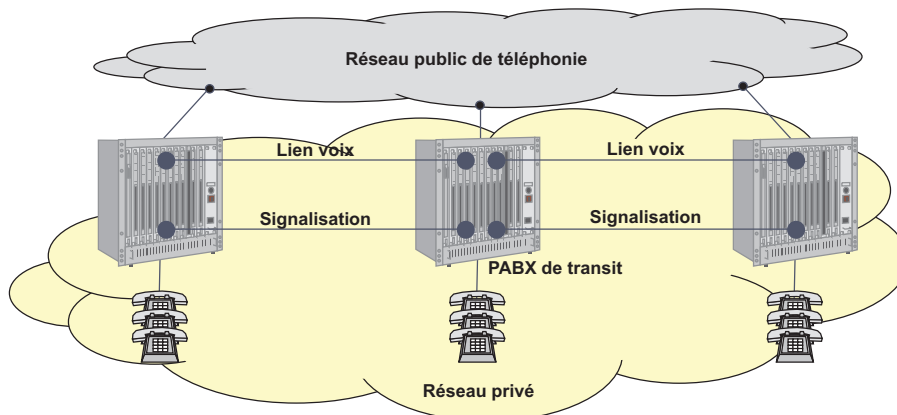 Réseau public de téléphonie
Lien voix
Lien voix
Signalisation
Signalisation
PABX de transit
Réseau privé